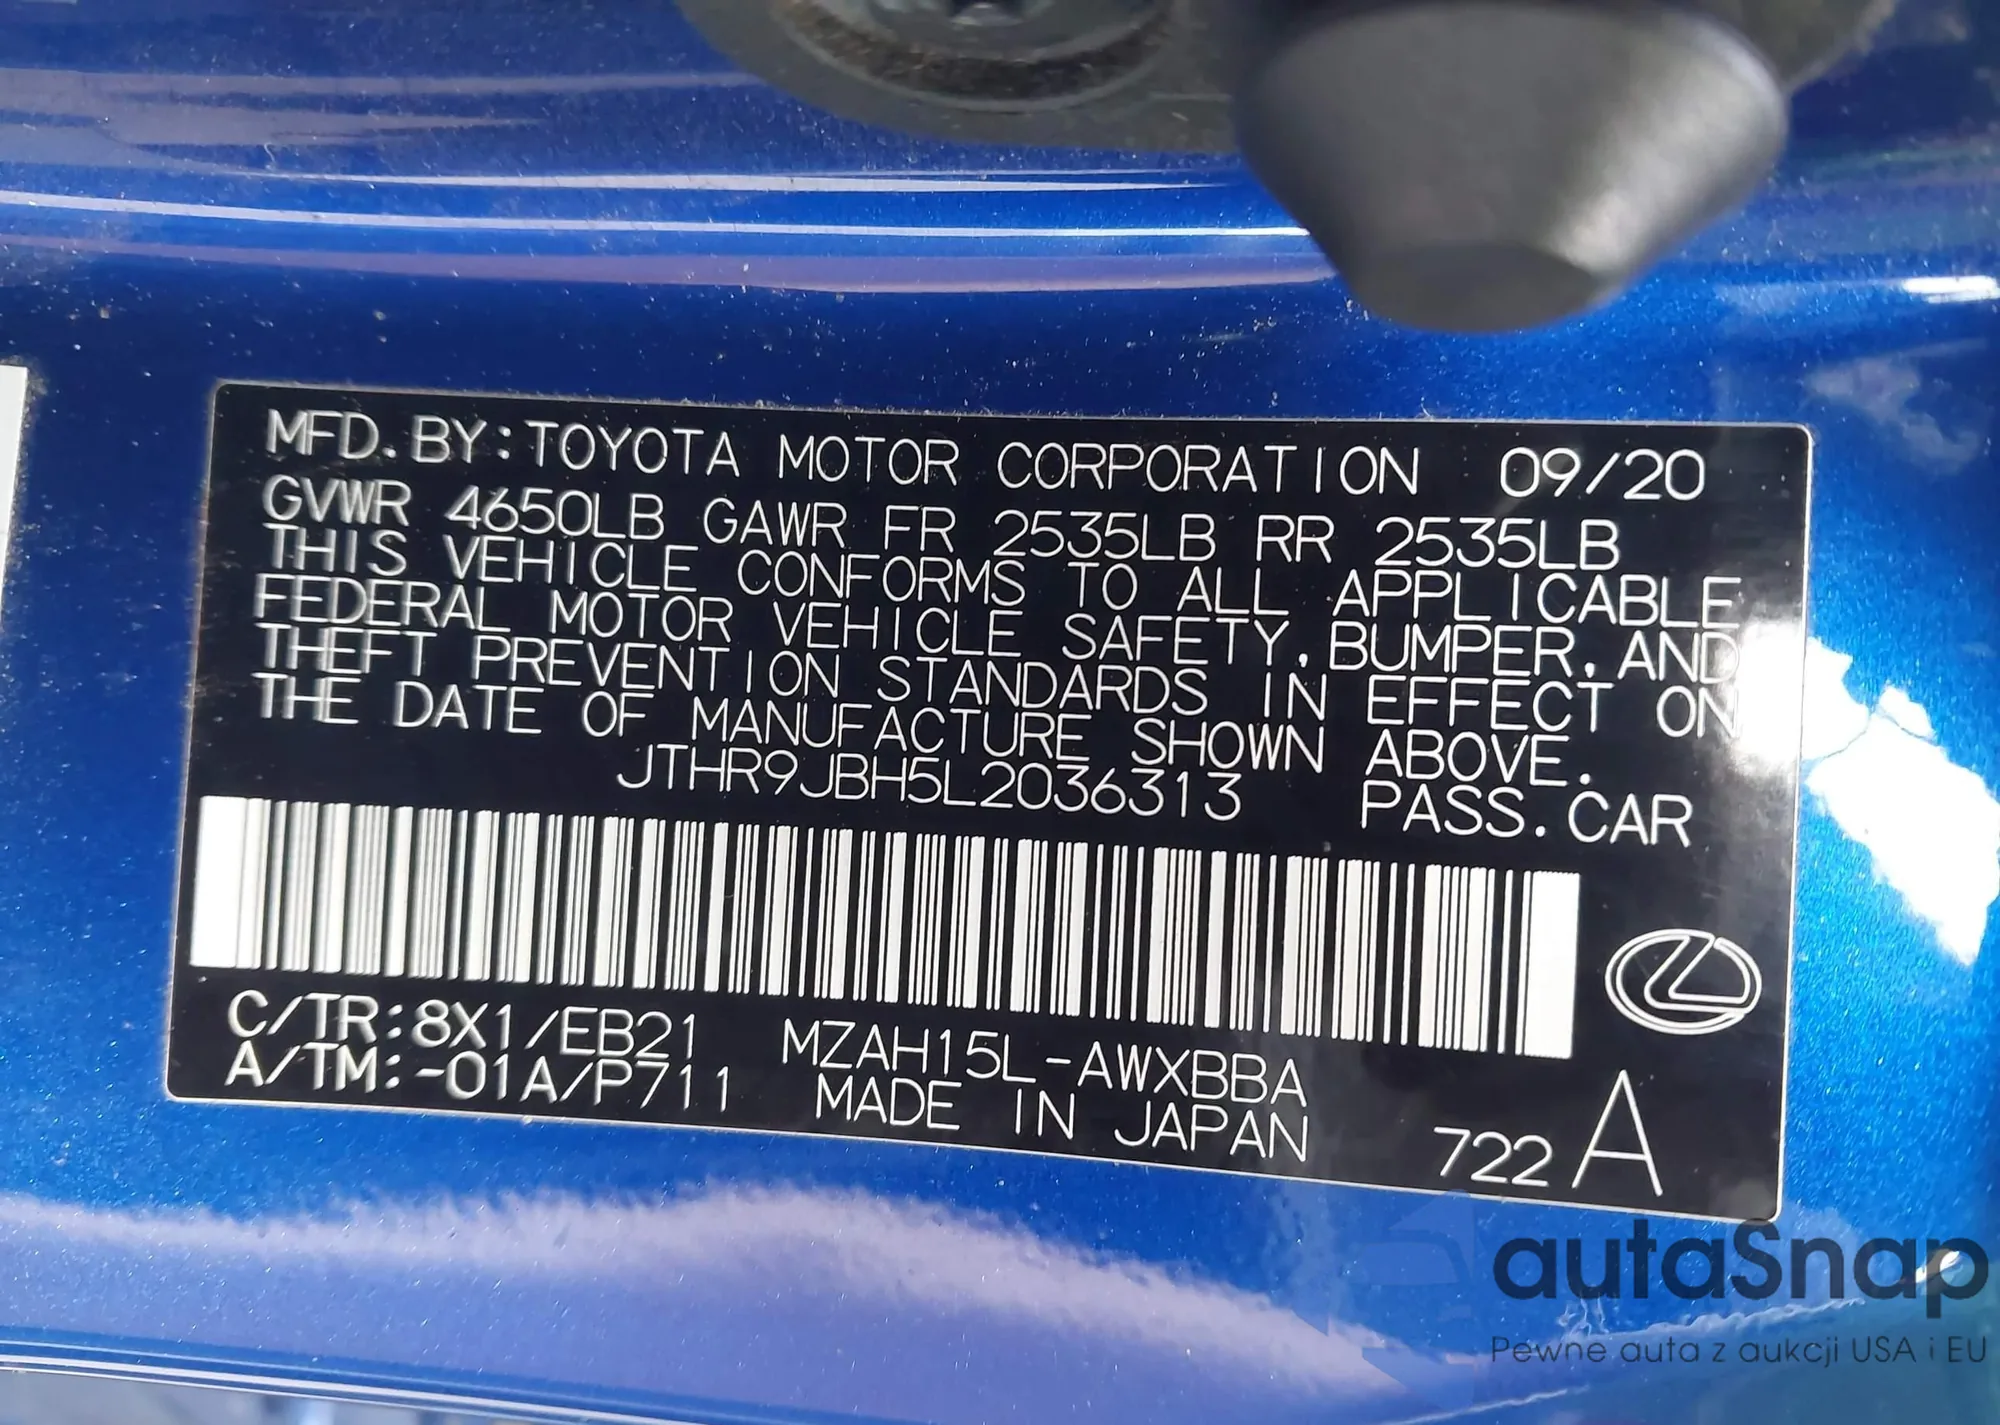 MFD. BY: TOYOTA MOTOR CORPORATION 09/20
GVWR 4650LB GAWR FR 2535LB RR 2535LB
THIS VEHICLE CONFORMS TO ALL APPLICABLE
FEDERAL MOTOR VEHICLE SAFETY, BUMPER, AND
THEFT PREVENTION STANDARDS IN EFFECT ON
THE DATE OF MANUFACTURE SHOWN ABOVE.
JTHR9JBH5L2036313 PASS. CAR
C/TR: 8X1/EB21 MZAH15L-AWXBBA
A/TM: -01A/P711 MADE IN JAPAN 722 A
autaSnap
Pewne auta z aukcji USA i EU